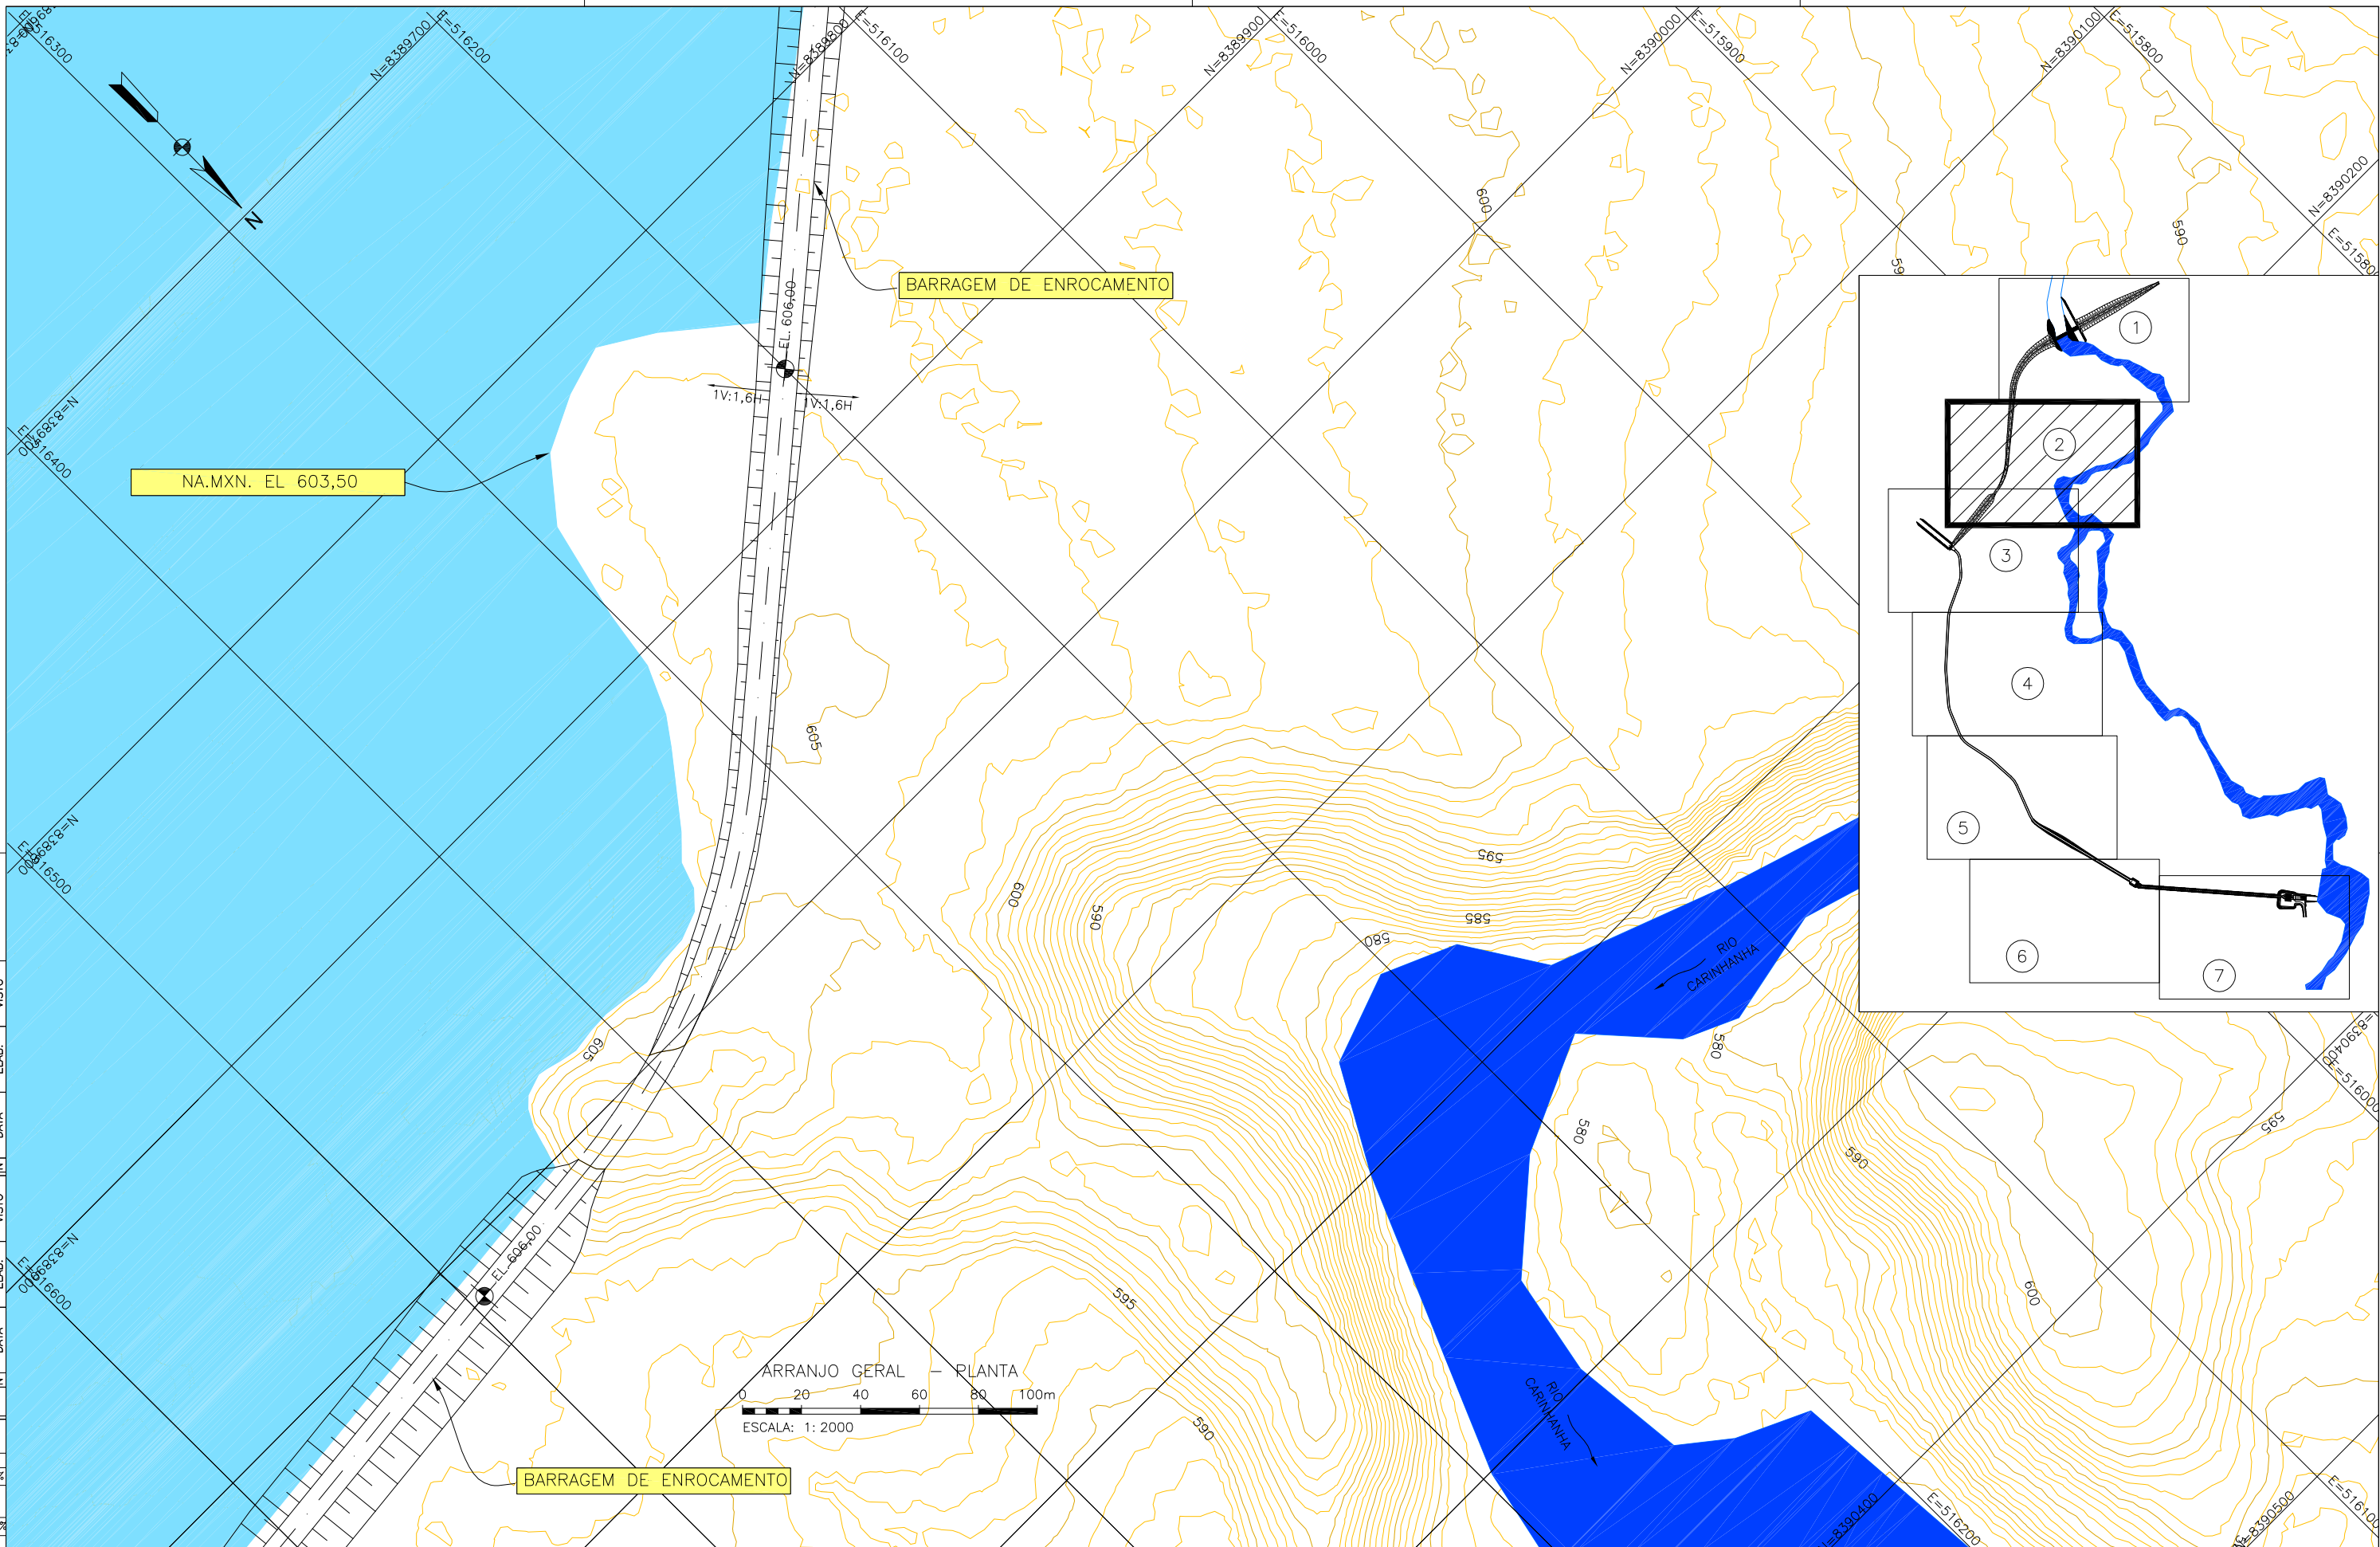 E=516300
N=8389700
E=516200
N=8389800
E=516100
N=8389900
E=516000
N=8390000
E=515900
N=8390100
E=515800
N=8390200
N
600
590
BARRAGEM DE ENROCAMENTO
EL. 606,00
1V:1,6H
1V:1,6H
NA.MXN. EL 603,50
E=516400
605
1
2
3
4
5
6
7
E=516500
595
600
590
585
580
RIO
CARINHANHA
605
580
580
590
595
E=516000
E=516600
EL. 606,00
595
600
ARRANJO GERAL – PLANTA
0 20 40 60 80 100m
ESCALA: 1: 2000
590
RIO
CARINHANHA
BARRAGEM DE ENROCAMENTO
E=516200
N=8390500